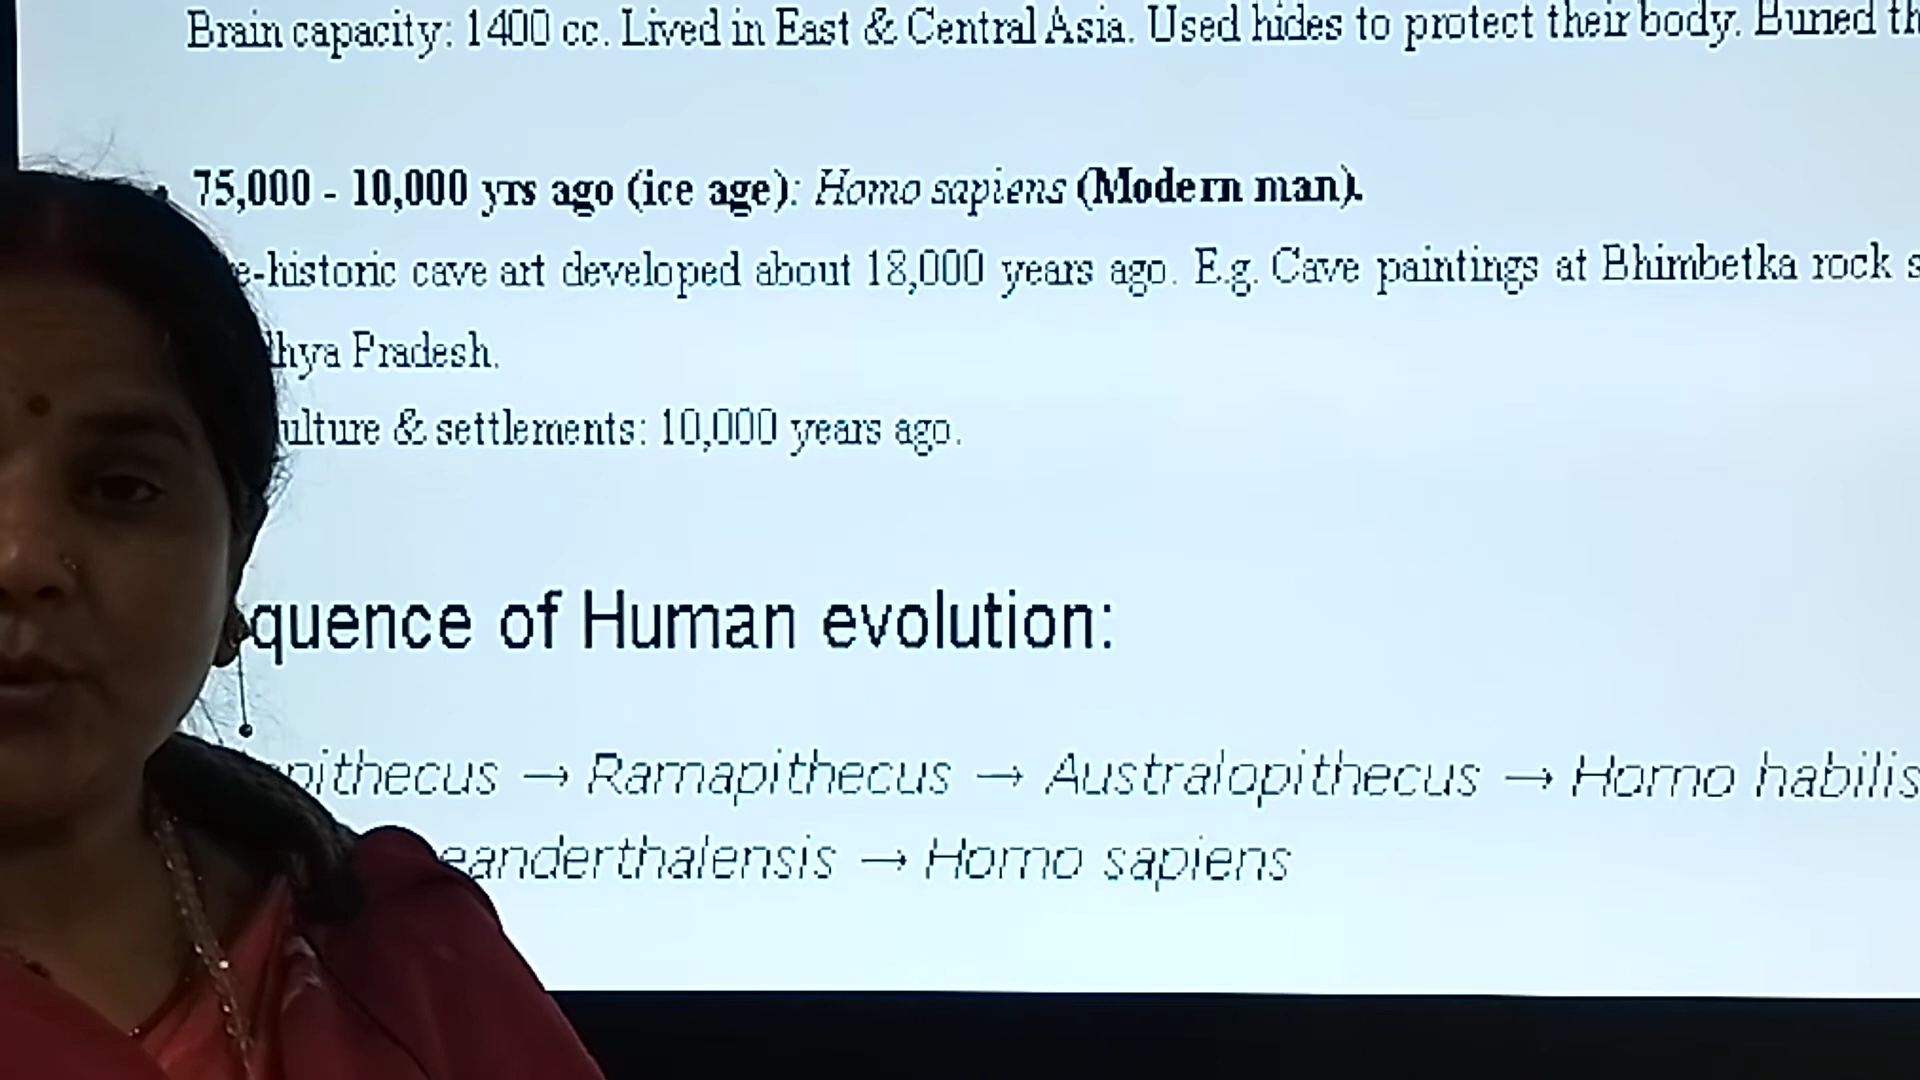 Brain capacity: 1400 cc. Lived in East & Central Asia. Used hides to protect their body. Buried
75,000 - 10,000 yrs ago (ice age): Homo sapiens (Modern man).
e-historic cave art developed about 18,000 years ago. E.g. Cave paintings at Bhimbetka rock
dhya Pradesh.
ulture & settlements: 10,000 years ago.
quence of Human evolution:
pithecus → Ramapithecus → Australopithecus → Homo habilis
eanderthalensis → Homo sapiens